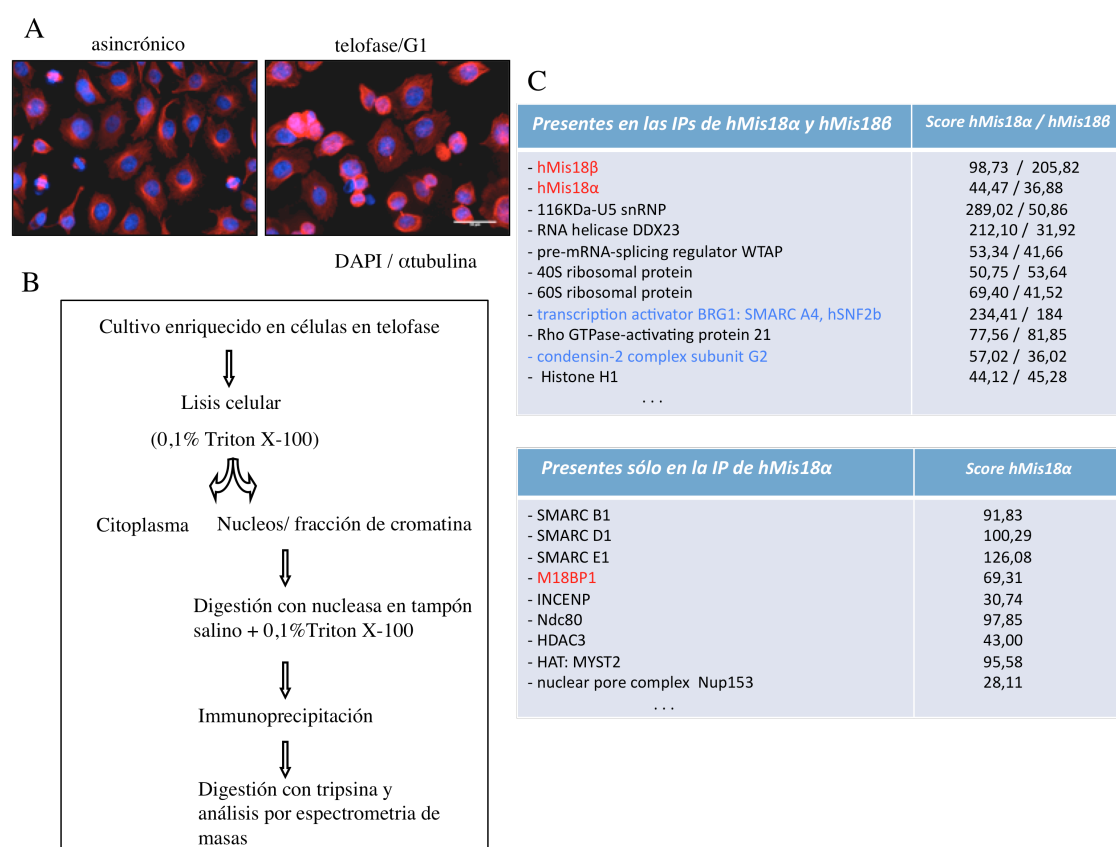 A
asincrónico
telofase/G1
DAPI / αtubulina
B
Cultivo enriquecido en células en telofase
Lisis celular
(0,1% Triton X-100)
Citoplasma
Nucleos/ fracción de cromatina
Digestión con nucleasa en tampón
salino + 0,1%Triton X-100
Immunoprecipitación
Digestión con tripsina y
análisis por espectrometria de
masas
C
Presentes en las IPs de hMis18α y hMis18β Score hMis18α / hMis18β
- hMis18β 98,73 / 205,82
- hMis18α 44,47 / 36,88
- 116KDa-U5 snRNP 289,02 / 50,86
- RNA helicase DDX23 212,10 / 31,92
- pre-mRNA-splicing regulator WTAP 53,34 / 41,66
- 40S ribosomal protein 50,75 / 53,64
- 60S ribosomal protein 69,40 / 41,52
- transcription activator BRG1: SMARC A4, hSNF2b 234,41 / 184
- Rho GTPase-activating protein 21 77,56 / 81,85
- condensin-2 complex subunit G2 57,02 / 36,02
- Histone H1 44,12 / 45,28
. . .
Presentes sólo en la IP de hMis18α Score hMis18α
- SMARC B1 91,83
- SMARC D1 100,29
- SMARC E1 126,08
- M18BP1 69,31
- INCENP 30,74
- Ndc80 97,85
- HDAC3 43,00
- HAT: MYST2 95,58
- nuclear pore complex Nup153 28,11
. . .